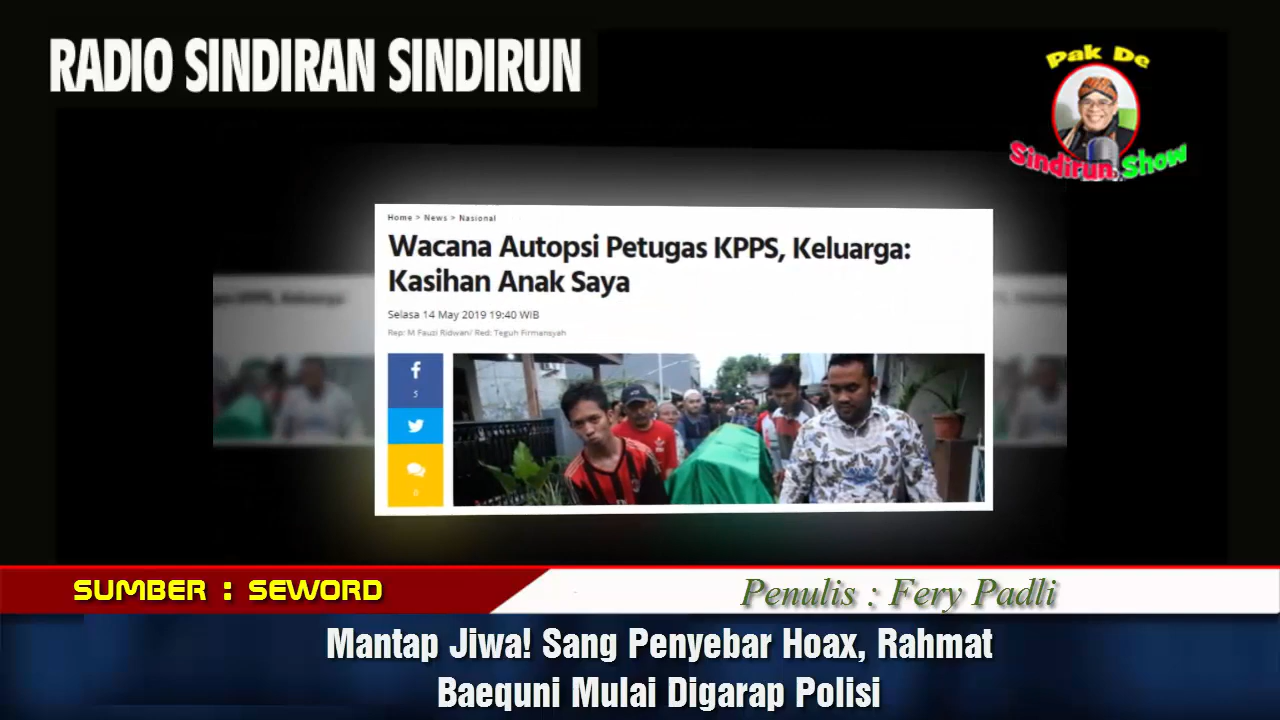 RADIO SINDIRAN SINDIRUN
Pak De
Sindirun Show
Home > News > Nasional
Wacana Autopsi Petugas KPPS, Keluarga:
Kasihan Anak Saya
Selasa 14 May 2019 19:40 WIB
Rep: M Fauzi Ridwan/ Red: Teguh Firmansyah
5
0
SUMBER : SEWORD
Penulis : Fery Padli
Mantap Jiwa! Sang Penyebar Hoax, Rahmat
Baequni Mulai Digarap Polisi